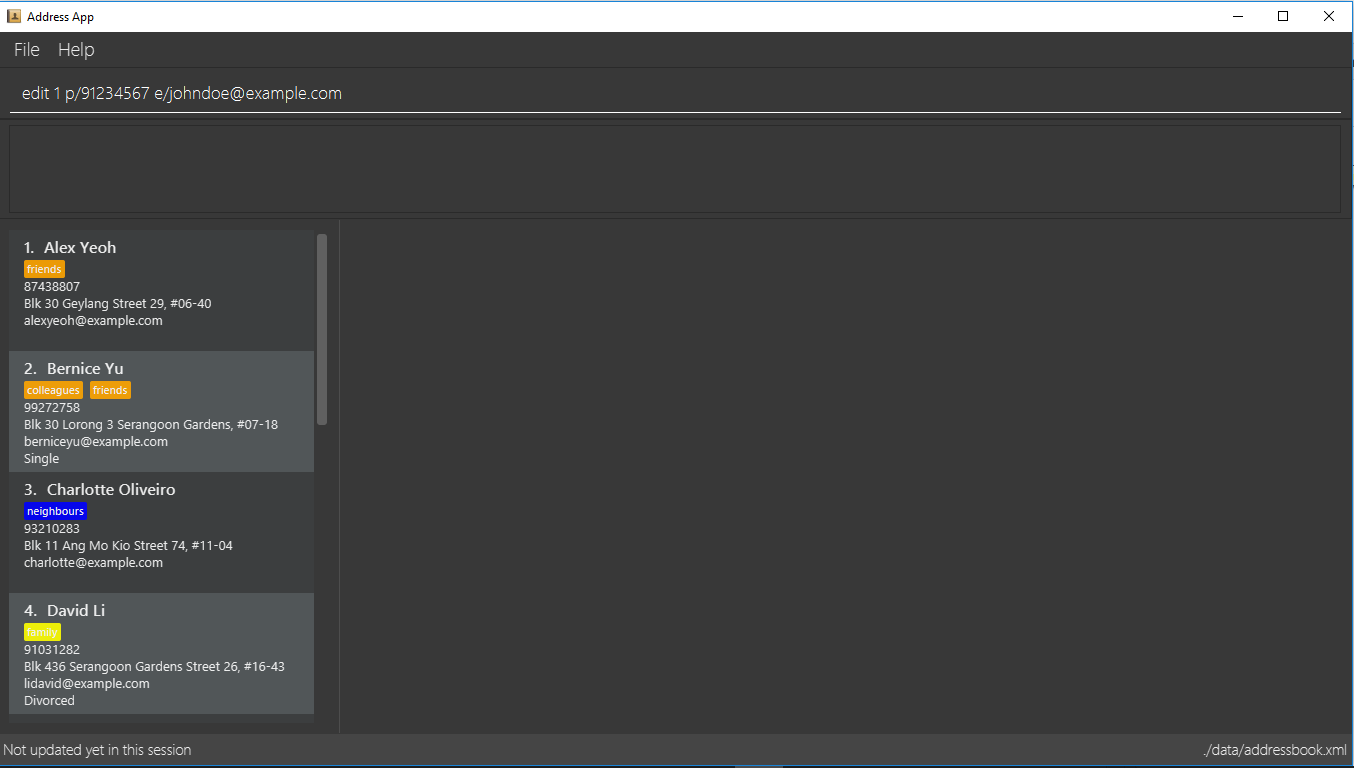 Address App
File Help
edit 1 p/91234567 e/johndoe@example.com
1. Alex Yeoh
friends
87438807
Blk 30 Geylang Street 29, #06-40
alexyeoh@example.com
2. Bernice Yu
colleagues friends
99272758
Blk 30 Lorong 3 Serangoon Gardens, #07-18
berniceyu@example.com
Single
3. Charlotte Oliveiro
neighbours
93210283
Blk 11 Ang Mo Kio Street 74, #11-04
charlotte@example.com
4. David Li
family
91031282
Blk 436 Serangoon Gardens Street 26, #16-43
lidavid@example.com
Divorced
Not updated yet in this session
./data/addressbook.xml